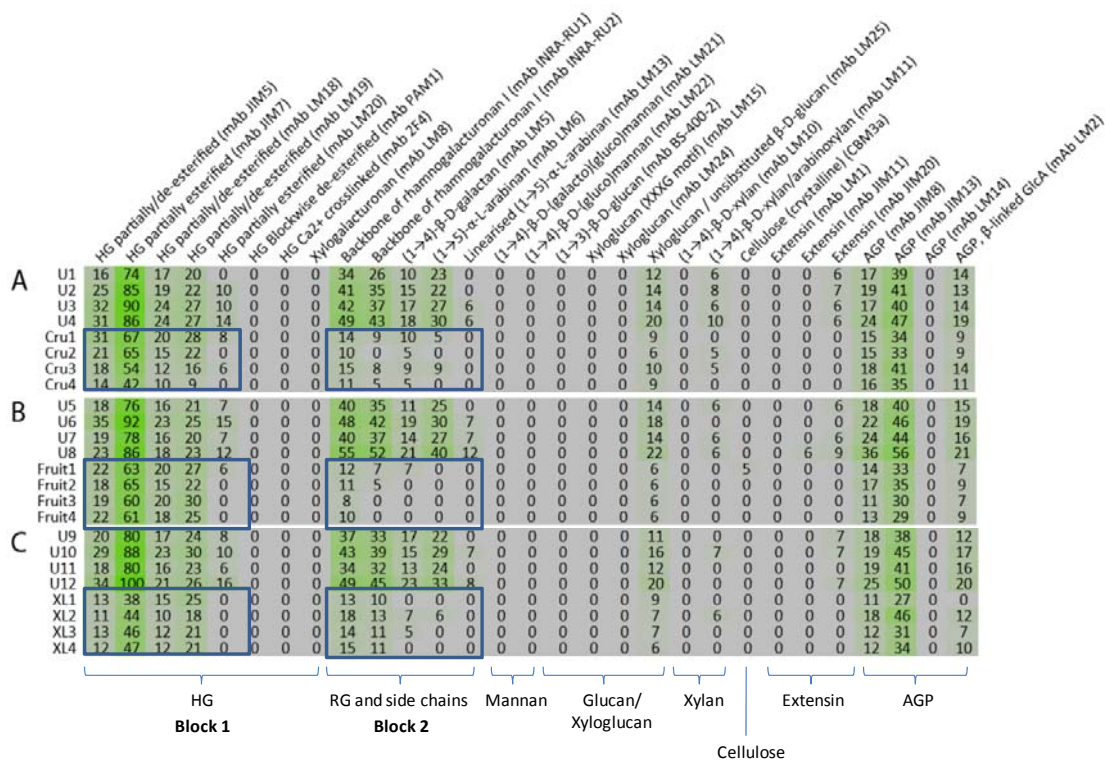 HG partially/de-esterified (mAb JIM5)
HG partially esterified (mAb JIM7)
HG partially/de-esterified (mAb LM18)
HG partially/de-esterified (mAb LM19)
HG partially esterified (mAb LM20)
HG Blockwise de-esterified (mAb PAM1)
HG Ca2+ crosslinked (mAb 2F4)
Xylogalacturonan (mAb LM8)
Backbone of rhamnogalacturonan I (mAb INRA-RU1)
Backbone of rhamnogalacturonan I (mAb INRA-RU2)
(1→4)-β-D-galactan (mAb LM5)
(1→5)-α-L-arabinan (mAb LM6)
Linearised (1→5)-α-L-arabinan (mAb LM13)
(1→4)-β-D-(galacto)(gluco)mannan (mAb LM21)
(1→4)-β-D-(gluco)mannan (mAb LM22)
(1→3)-β-D-glucan (mAb BS-400-2)
Xyloglucan (XXG motif) (mAb LM15)
Xyloglucan (mAb LM24)
Xyloglucan / unsibstituted β-D-glucan (mAb LM25)
(1→4)-β-D-xylan (mAb LM10)
(1→4)-β-D-xylan/arabinoxylan (mAb LM11)
Cellulose (crystalline) (CBM3a)
Extensin (mAb LM1)
Extensin (mAb JIM11)
Extensin (mAb JIM20)
AGP (mAb JIM8)
AGP (mAb JIM13)
AGP (mAb LM14)
AGP, β-linked GlcA (mAb LM2)
A
U1 16 74 17 20 0 0 0 0 34 26 10 23 0 0 0 0 0 0 12 0 6 0 0 0 6 17 39 0 14
U2 25 85 19 22 10 0 0 0 41 35 15 22 0 0 0 0 0 0 14 0 8 0 0 0 7 19 41 0 13
U3 32 90 24 27 10 0 0 0 42 37 17 27 6 0 0 0 0 0 14 0 6 0 0 0 6 17 40 0 14
U4 31 86 24 27 14 0 0 0 49 43 18 30 6 0 0 0 0 0 20 0 10 0 0 0 6 24 47 0 19
Cru1 31 67 20 28 8 0 0 0 14 9 10 5 0 0 0 0 0 0 9 0 0 0 0 0 0 15 34 0 9
Cru2 21 65 15 22 0 0 0 0 10 0 5 0 0 0 0 0 0 0 6 0 5 0 0 0 0 15 33 0 9
Cru3 18 54 12 16 6 0 0 0 15 8 9 9 0 0 0 0 0 0 10 0 5 0 0 0 0 18 41 0 14
Cru4 14 42 10 9 0 0 0 0 11 5 5 0 0 0 0 0 0 0 9 0 0 0 0 0 0 16 35 0 11
B
U5 18 76 16 21 7 0 0 0 40 35 11 25 0 0 0 0 0 0 14 0 6 0 0 0 6 18 40 0 15
U6 35 92 23 25 15 0 0 0 48 42 19 30 7 0 0 0 0 0 18 0 0 0 0 0 6 22 46 0 19
U7 19 78 16 20 7 0 0 0 40 37 14 27 7 0 0 0 0 0 14 0 6 0 0 0 6 24 44 0 16
U8 23 86 18 23 12 0 0 0 55 52 21 40 12 0 0 0 0 0 22 0 6 0 0 6 9 36 56 0 21
Fruit1 22 63 20 27 6 0 0 0 12 7 7 0 0 0 0 0 0 0 6 0 0 5 0 0 0 14 33 0 7
Fruit2 18 65 15 22 0 0 0 0 11 5 0 0 0 0 0 0 0 0 6 0 0 0 0 0 0 17 35 0 9
Fruit3 19 60 20 30 0 0 0 0 8 0 0 0 0 0 0 0 0 0 6 0 0 0 0 0 0 11 30 0 7
Fruit4 22 61 18 25 0 0 0 0 10 0 0 0 0 0 0 0 0 0 6 0 0 0 0 0 0 13 29 0 9
C
U9 20 80 17 24 8 0 0 0 37 33 17 22 0 0 0 0 0 0 11 0 0 0 0 0 0 18 38 0 12
U10 29 88 23 30 10 0 0 0 43 39 15 29 7 0 0 0 0 0 16 0 7 0 0 0 7 19 45 0 17
U11 18 80 16 23 6 0 0 0 34 32 13 24 0 0 0 0 0 0 12 0 0 0 0 0 0 19 41 0 16
U12 34 100 21 26 16 0 0 0 49 45 23 33 8 0 0 0 0 0 20 0 0 0 0 0 7 25 50 0 20
XL1 13 38 15 25 0 0 0 0 13 10 0 0 0 0 0 0 0 0 9 0 0 0 0 0 0 11 27 0 0
XL2 11 44 10 18 0 0 0 0 18 13 7 6 0 0 0 0 0 0 7 0 6 0 0 0 0 18 46 0 12
XL3 13 46 12 21 0 0 0 0 14 11 5 0 0 0 0 0 0 0 7 0 0 0 0 0 0 12 31 0 7
XL4 12 47 12 21 0 0 0 0 15 11 0 0 0 0 0 0 0 0 6 0 0 0 0 0 0 12 34 0 10
HG
Block 1
RG and side chains
Block 2
Mannan
Glucan/
Xyloglucan
Xylan
Cellulose
Extensin
AGP